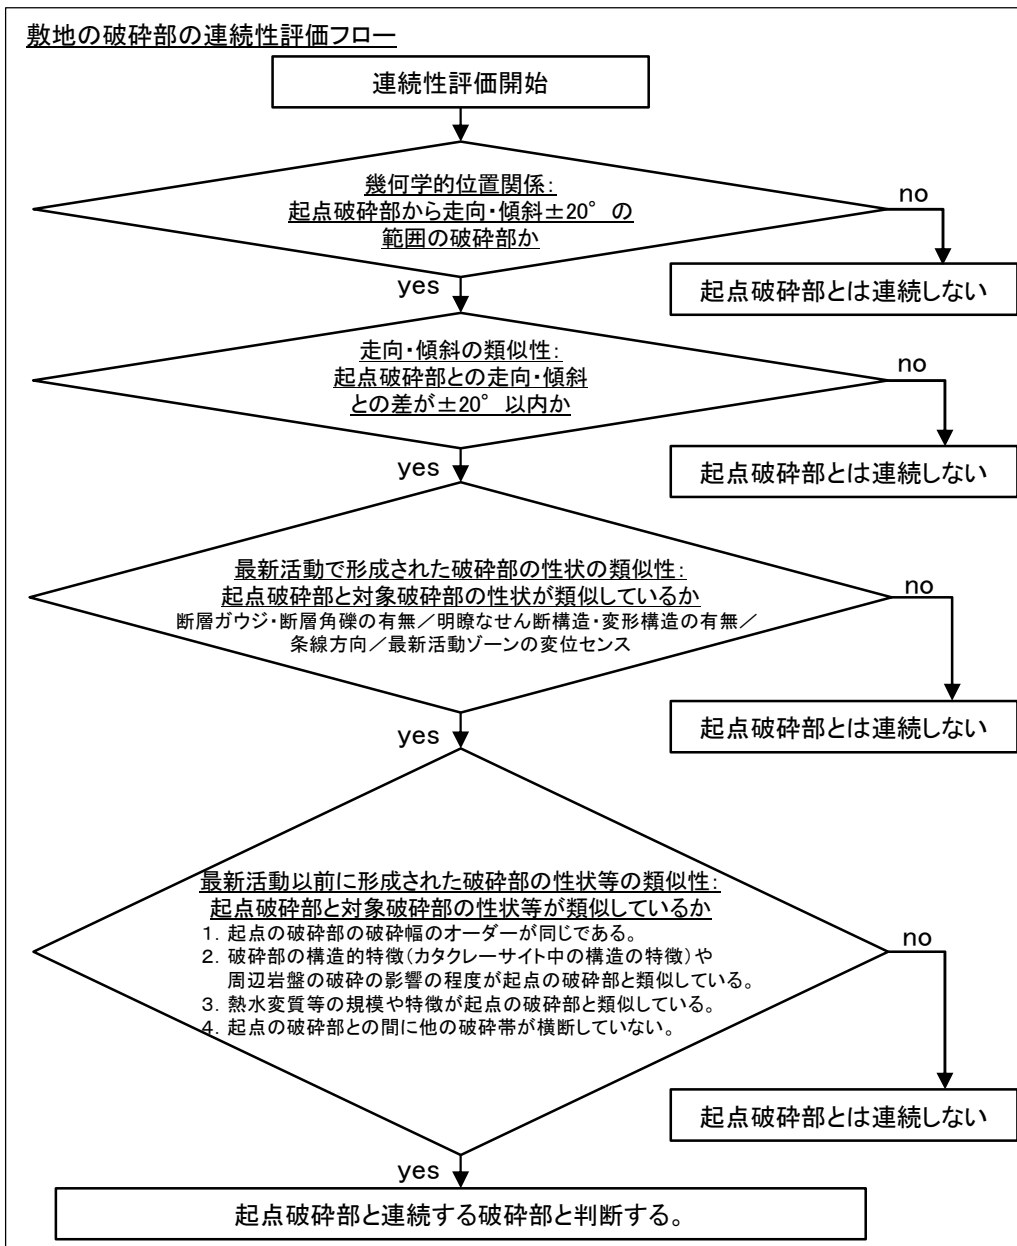 敷地の破砕部の連続性評価フロー
連続性評価開始
幾何学的位置関係:
起点破砕部から走向・傾斜±20°の
範囲の破砕部か
no
起点破砕部とは連続しない
yes
走向・傾斜の類似性:
起点破砕部との走向・傾斜
との差が±20°以内か
no
起点破砕部とは連続しない
yes
最新活動で形成された破砕部の性状の類似性:
起点破砕部と対象破砕部の性状が類似しているか
断層ガウジ・断層角礫の有無／明瞭なせん断構造・変形構造の有無／
条線方向／最新活動ゾーンの変位センス
no
起点破砕部とは連続しない
yes
最新活動以前に形成された破砕部の性状等の類似性:
起点破砕部と対象破砕部の性状等が類似しているか
1. 起点の破砕部の破砕幅のオーダーが同じである。
2. 破砕部の構造的特徴(カタクレーサイト中の構造の特徴)や
周辺岩盤の破砕の影響の程度が起点の破砕部と類似している。
3. 熱水変質等の規模や特徴が起点の破砕部と類似している。
4. 起点の破砕部との間に他の破砕帯が横断していない。
no
起点破砕部とは連続しない
yes
起点破砕部と連続する破砕部と判断する。